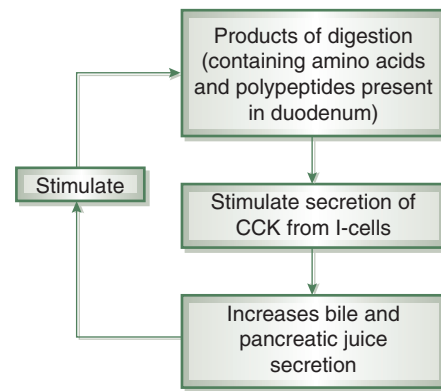 Products of digestion
(containing amino acids
and polypeptides present
in duodenum)
Stimulate
Stimulate secretion of
CCK from I-cells
Increases bile and
pancreatic juice
secretion